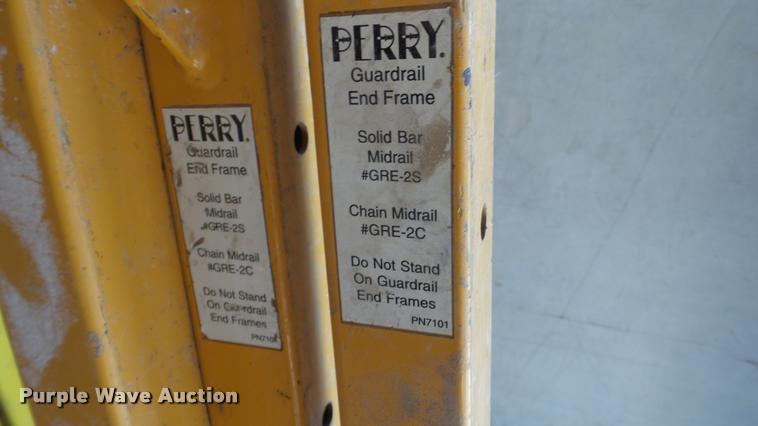 PERRY®
Guardrail
End Frame
Solid Bar
Midrail
#GRE-2S
Chain Midrail
#GRE-2C
Do Not Stand
On Guardrail
End Frames
PN7101
PERRY®
Guardrail
End Frame
Solid Bar
Midrail
#GRE-2S
Chain Midrail
#GRE-2C
Do Not Stand
On Guardrail
End Frames
PN7101
Purple Wave Auction